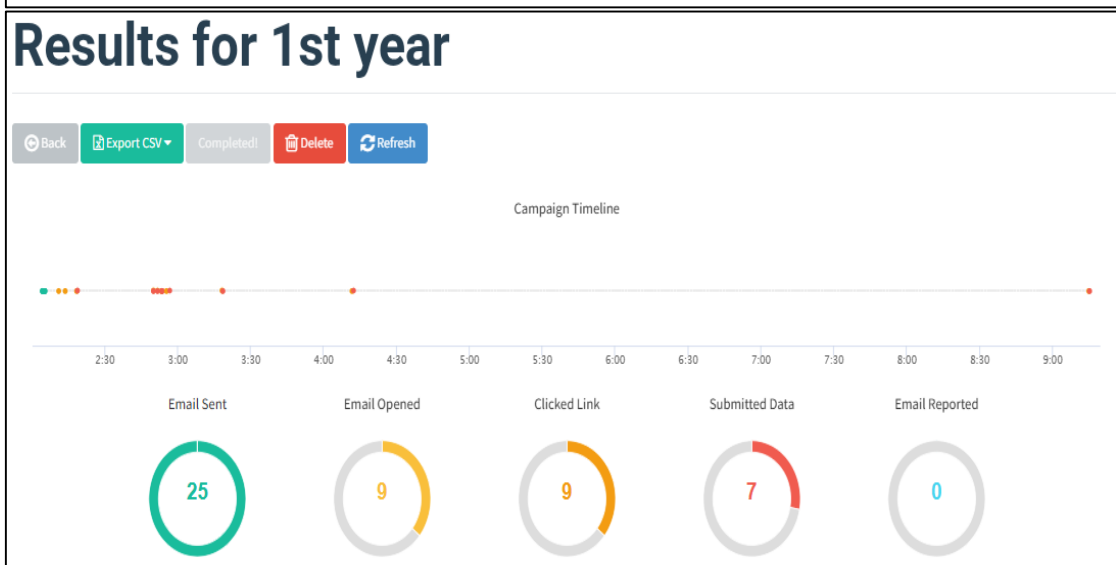 Results for 1st year
Back Export CSV Completed! Delete Refresh
Campaign Timeline
2:30 3:00 3:30 4:00 4:30 5:00 5:30 6:00 6:30 7:00 7:30 8:00 8:30 9:00
Email Sent Email Opened Clicked Link Submitted Data Email Reported
25 9 9 7 0